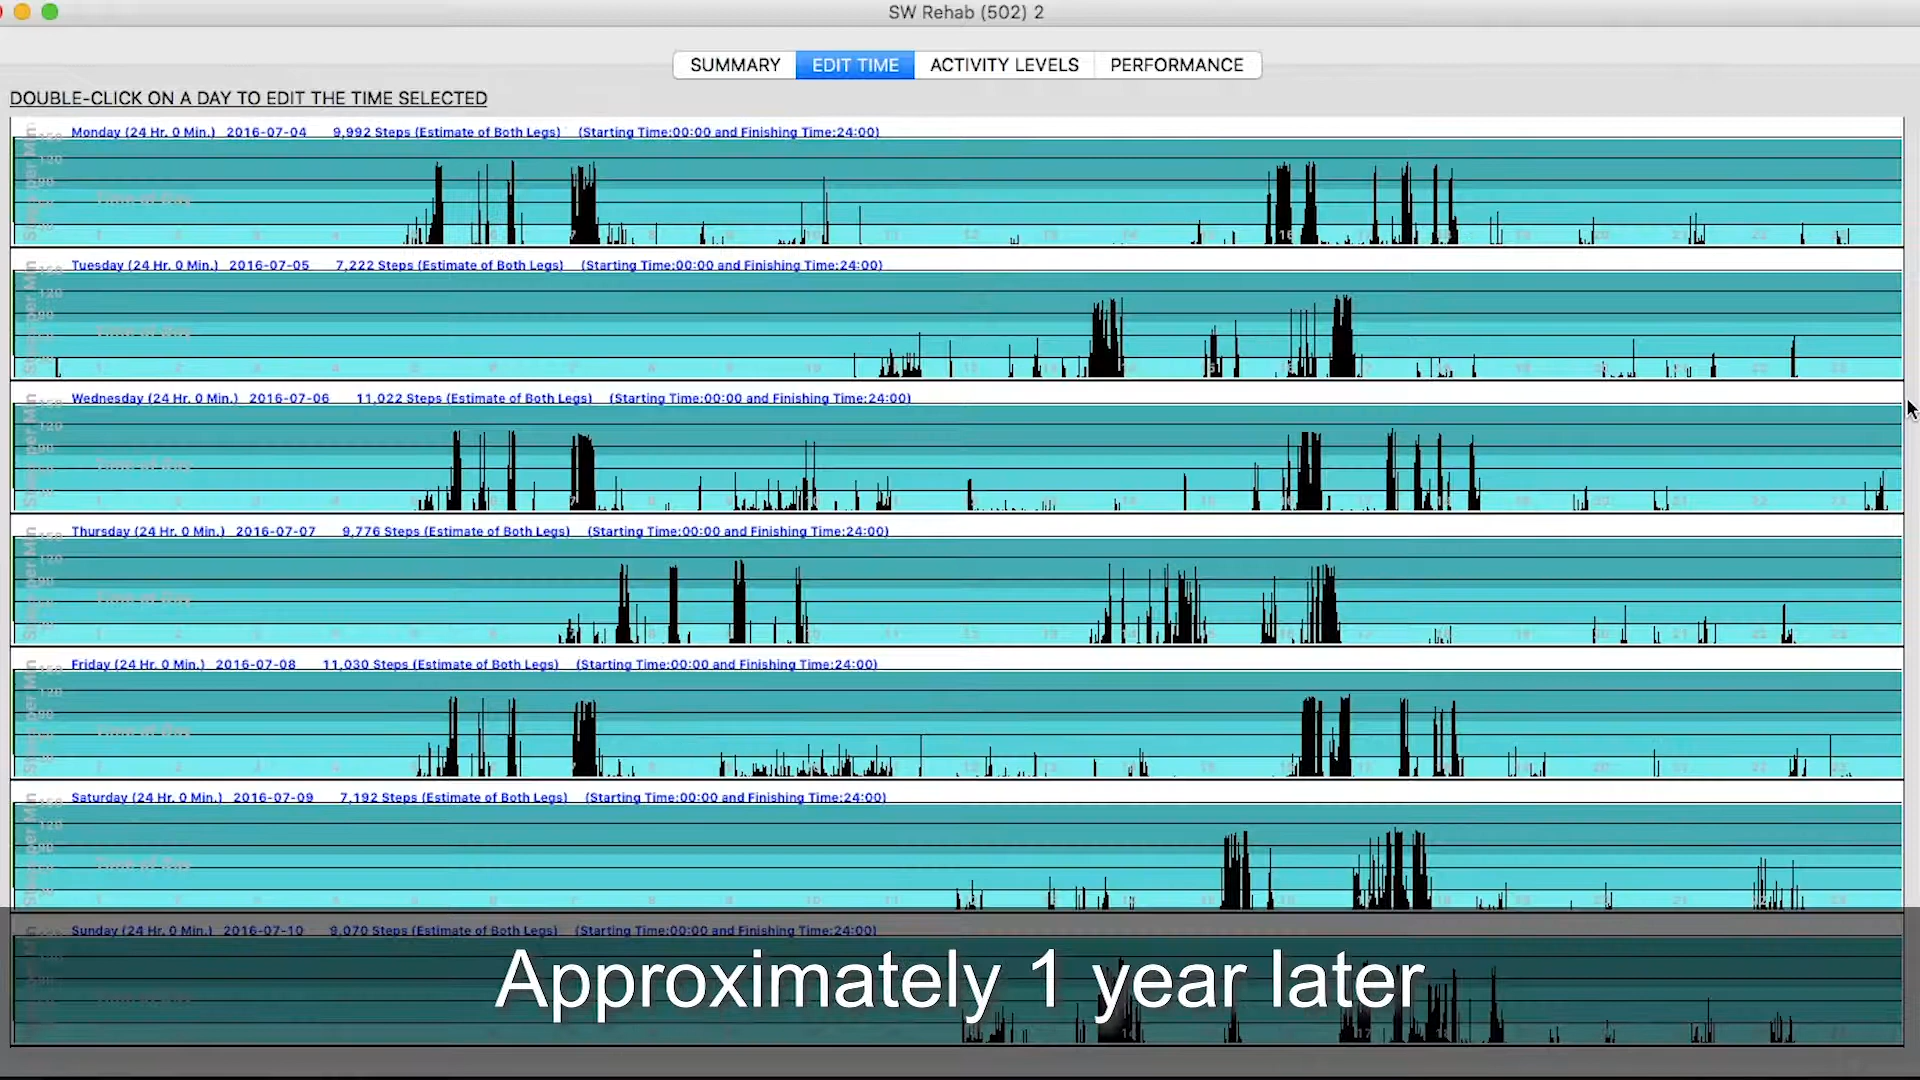 SW Rehab (502) 2
SUMMARY EDIT TIME ACTIVITY LEVELS PERFORMANCE
DOUBLE-CLICK ON A DAY TO EDIT THE TIME SELECTED
Monday (24 Hr. 0 Min.) 2016-07-04 9,992 Steps (Estimate of Both Legs) (Starting Time:00:00 and Finishing Time:24:00)
Tuesday (24 Hr. 0 Min.) 2016-07-05 7,222 Steps (Estimate of Both Legs) (Starting Time:00:00 and Finishing Time:24:00)
Wednesday (24 Hr. 0 Min.) 2016-07-06 11,022 Steps (Estimate of Both Legs) (Starting Time:00:00 and Finishing Time:24:00)
Thursday (24 Hr. 0 Min.) 2016-07-07 9,776 Steps (Estimate of Both Legs) (Starting Time:00:00 and Finishing Time:24:00)
Friday (24 Hr. 0 Min.) 2016-07-08 11,030 Steps (Estimate of Both Legs) (Starting Time:00:00 and Finishing Time:24:00)
Saturday (24 Hr. 0 Min.) 2016-07-09 7,192 Steps (Estimate of Both Legs) (Starting Time:00:00 and Finishing Time:24:00)
Sunday (24 Hr. 0 Min.) 2016-07-10 9,070 Steps (Estimate of Both Legs) (Starting Time:00:00 and Finishing Time:24:00)
Approximately 1 year later